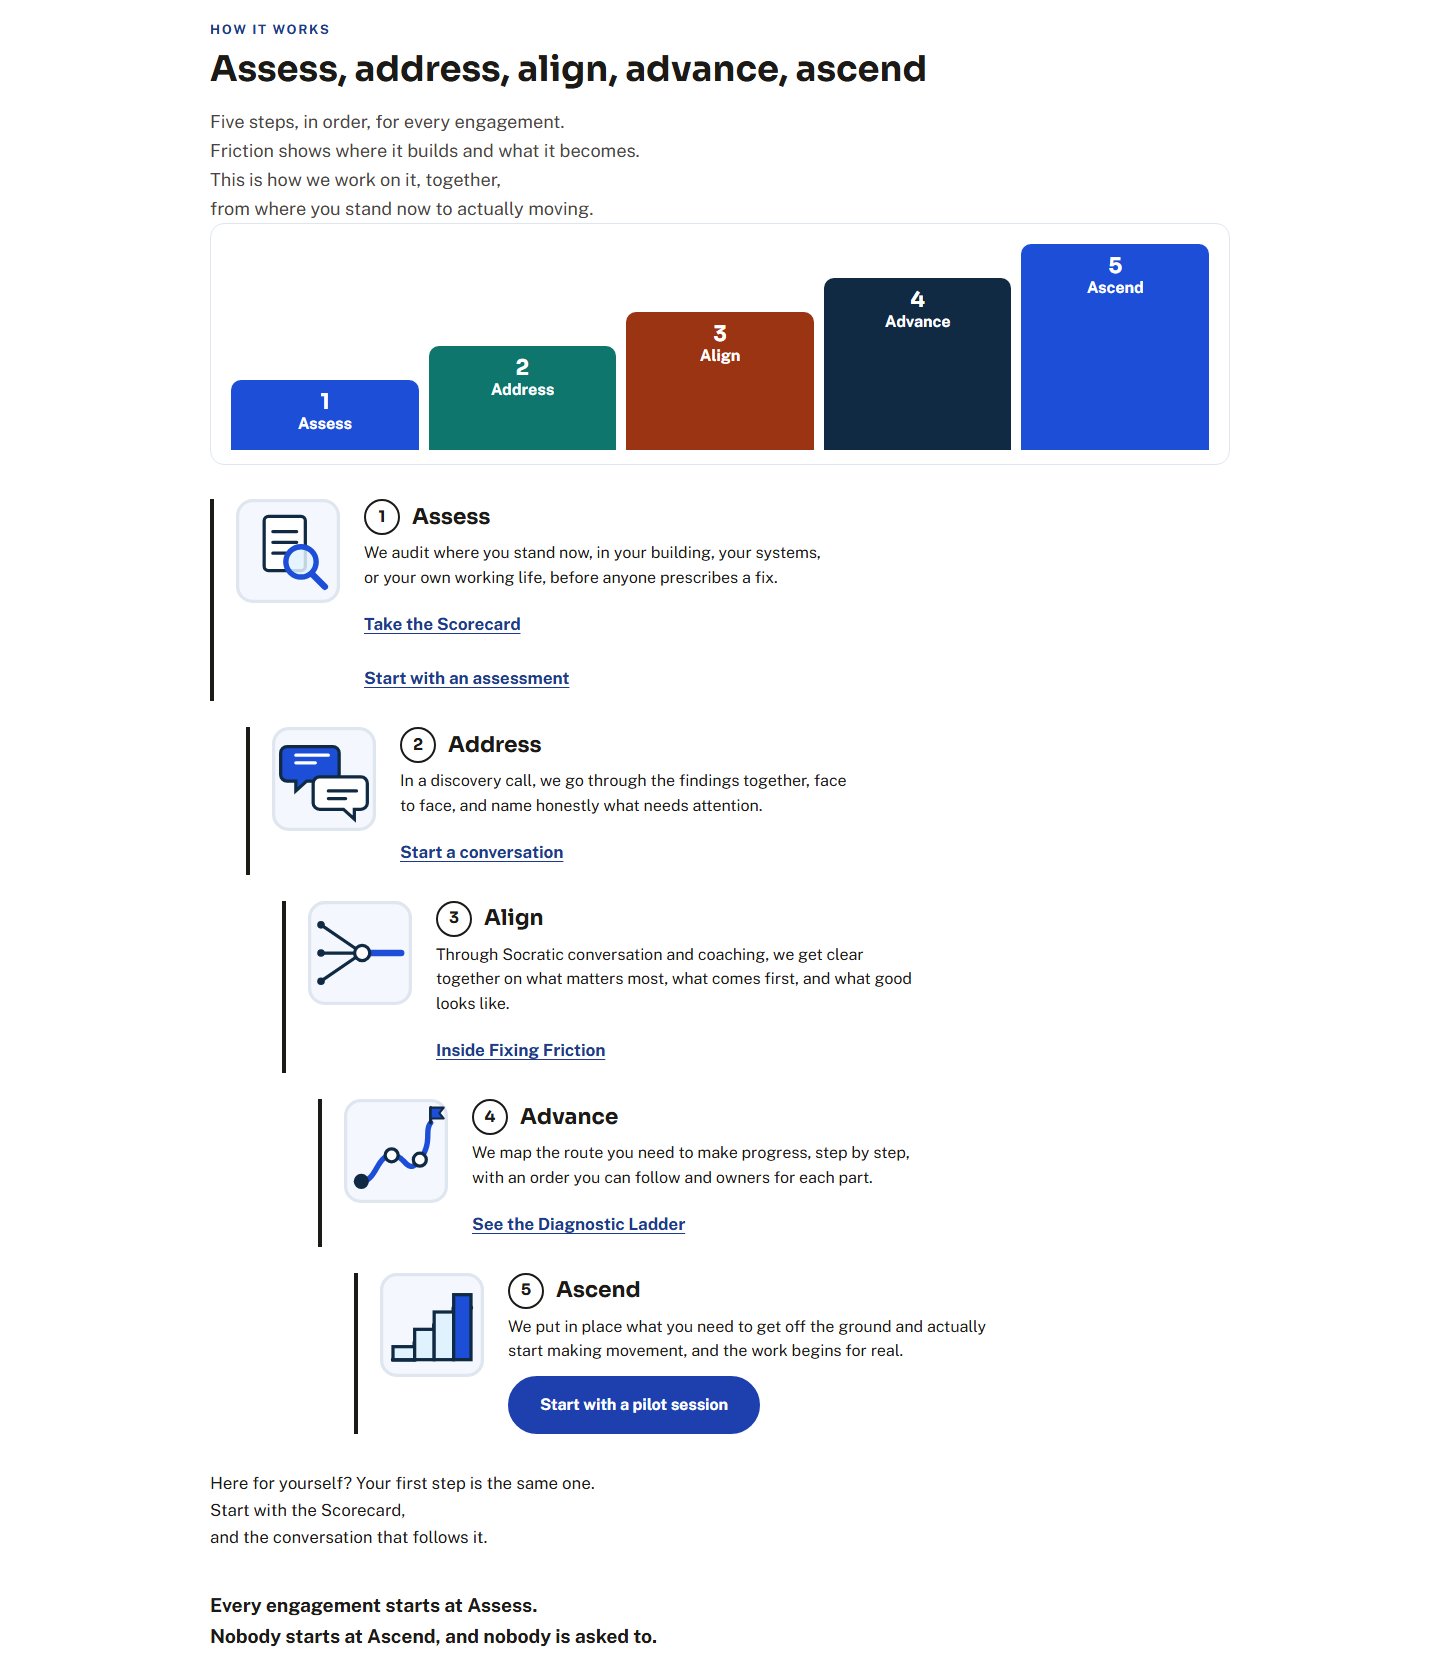 HOW IT WORKS
Assess, address, align, advance, ascend
Five steps, in order, for every engagement.
Friction shows where it builds and what it becomes.
This is how we work on it, together,
from where you stand now to actually moving.
1
Assess
2
Address
3
Align
4
Advance
5
Ascend
1 Assess
We audit where you stand now, in your building, your systems,
or your own working life, before anyone prescribes a fix.
Take the Scorecard
Start with an assessment
2 Address
In a discovery call, we go through the findings together, face
to face, and name honestly what needs attention.
Start a conversation
3 Align
Through Socratic conversation and coaching, we get clear
together on what matters most, what comes first, and what good
looks like.
Inside Fixing Friction
4 Advance
We map the route you need to make progress, step by step,
with an order you can follow and owners for each part.
See the Diagnostic Ladder
5 Ascend
We put in place what you need to get off the ground and actually
start making movement, and the work begins for real.
Start with a pilot session
Here for yourself? Your first step is the same one.
Start with the Scorecard,
and the conversation that follows it.
Every engagement starts at Assess.
Nobody starts at Ascend, and nobody is asked to.